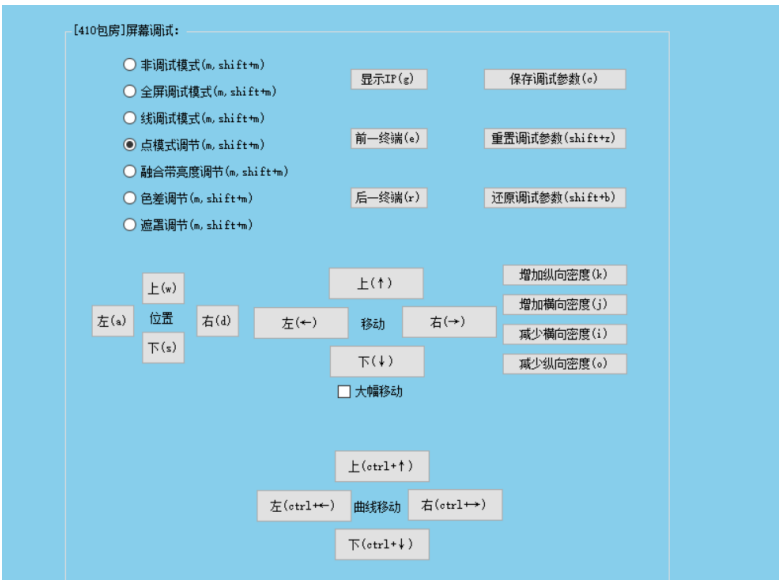 [410包房]屏幕调试:
非调试模式(m,shift+m)
显示IP(g)
保存调试参数(c)
全屏调试模式(m,shift+m)
线调试模式(m,shift+m)
点模式调节(m,shift+m)
前一终端(e)
重置调试参数(shift+z)
融合带亮度调节(m,shift+m)
色差调节(m,shift+m)
后一终端(r)
还原调试参数(shift+b)
遮罩调节(m,shift+m)
上(w)
左(a)
位置
右(d)
下(s)
上(↑)
左(←)
移动
右(→)
下(↓)
大幅移动
增加纵向密度(k)
增加横向密度(j)
减少横向密度(i)
减少纵向密度(o)
上(ctrl+↑)
左(ctrl+←)
曲线移动
右(ctrl+→)
下(ctrl+↓)